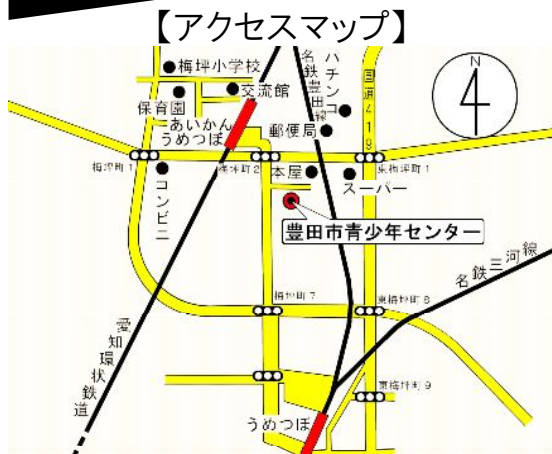 【アクセスマップ】
梅坪小学校
保育園
交流館
あいかん
うめつぼ
名鉄豊田線
パチンコ
国道419
N
郵便局
梅坪町1
梅坪町2
本屋
東梅坪町1
コンビニ
スーパー
豊田市青少年センター
名鉄三河線
梅坪町7
東梅坪町8
愛知環状鉄道
東梅坪町9
うめつぼ